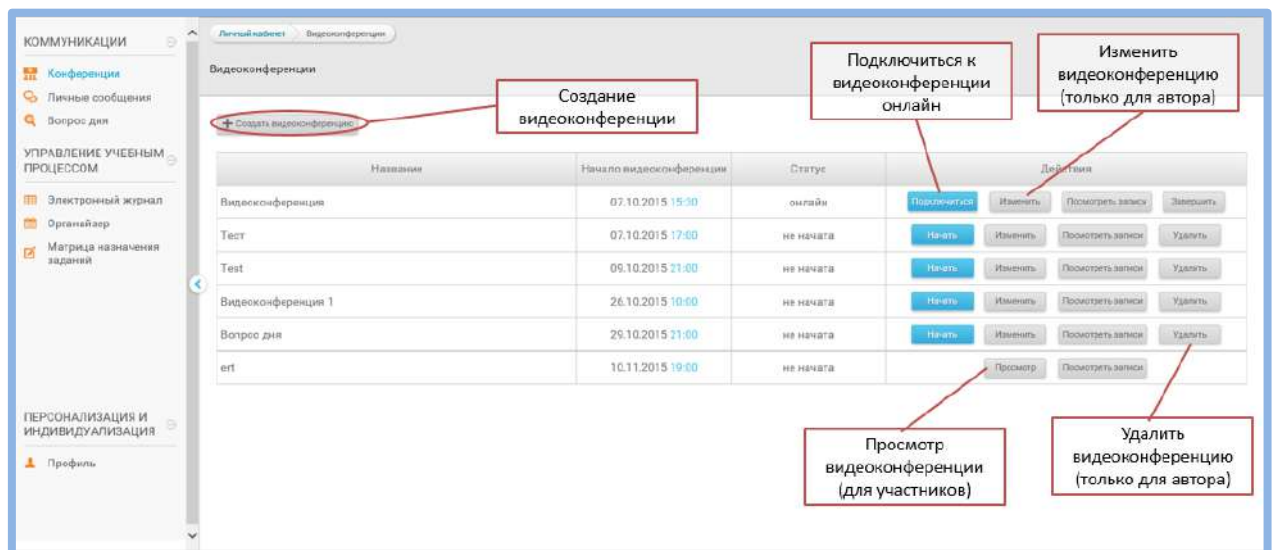 КОММУНИКАЦИИ
Конференции
Личные сообщения
Вопрос дня
УПРАВЛЕНИЕ УЧЕБНЫМ
ПРОЦЕССОМ
Электронный журнал
Органайзер
Матрица назначения
заданий
ПЕРСОНАЛИЗАЦИЯ И
ИНДИВИДУАЛИЗАЦИЯ
Профиль
Личный кабинет Видеоконференции
Видеоконференции
+ Создать видеоконференцию
Создание
видеоконференции
Подключиться к
видеоконференции
онлайн
Изменить
видеоконференцию
(только для автора)
Название Начало видеоконференции Статус Действия
Видеоконференция 07.10.2015 15:30 онлайн Подключиться Изменить Посмотреть записи Завершить
Тест 07.10.2015 17:00 не начата Начать Изменить Посмотреть записи Удалить
Test 09.10.2015 21:00 не начата Начать Изменить Посмотреть записи Удалить
Видеоконференция 1 26.10.2015 10:00 не начата Начать Изменить Посмотреть записи Удалить
Вопрос дня 29.10.2015 21:00 не начата Начать Изменить Посмотреть записи Удалить
ert 10.11.2015 19:00 не начата Просмотр Посмотреть записи
Просмотр
видеоконференции
(для участников)
Удалить
видеоконференцию
(только для автора)